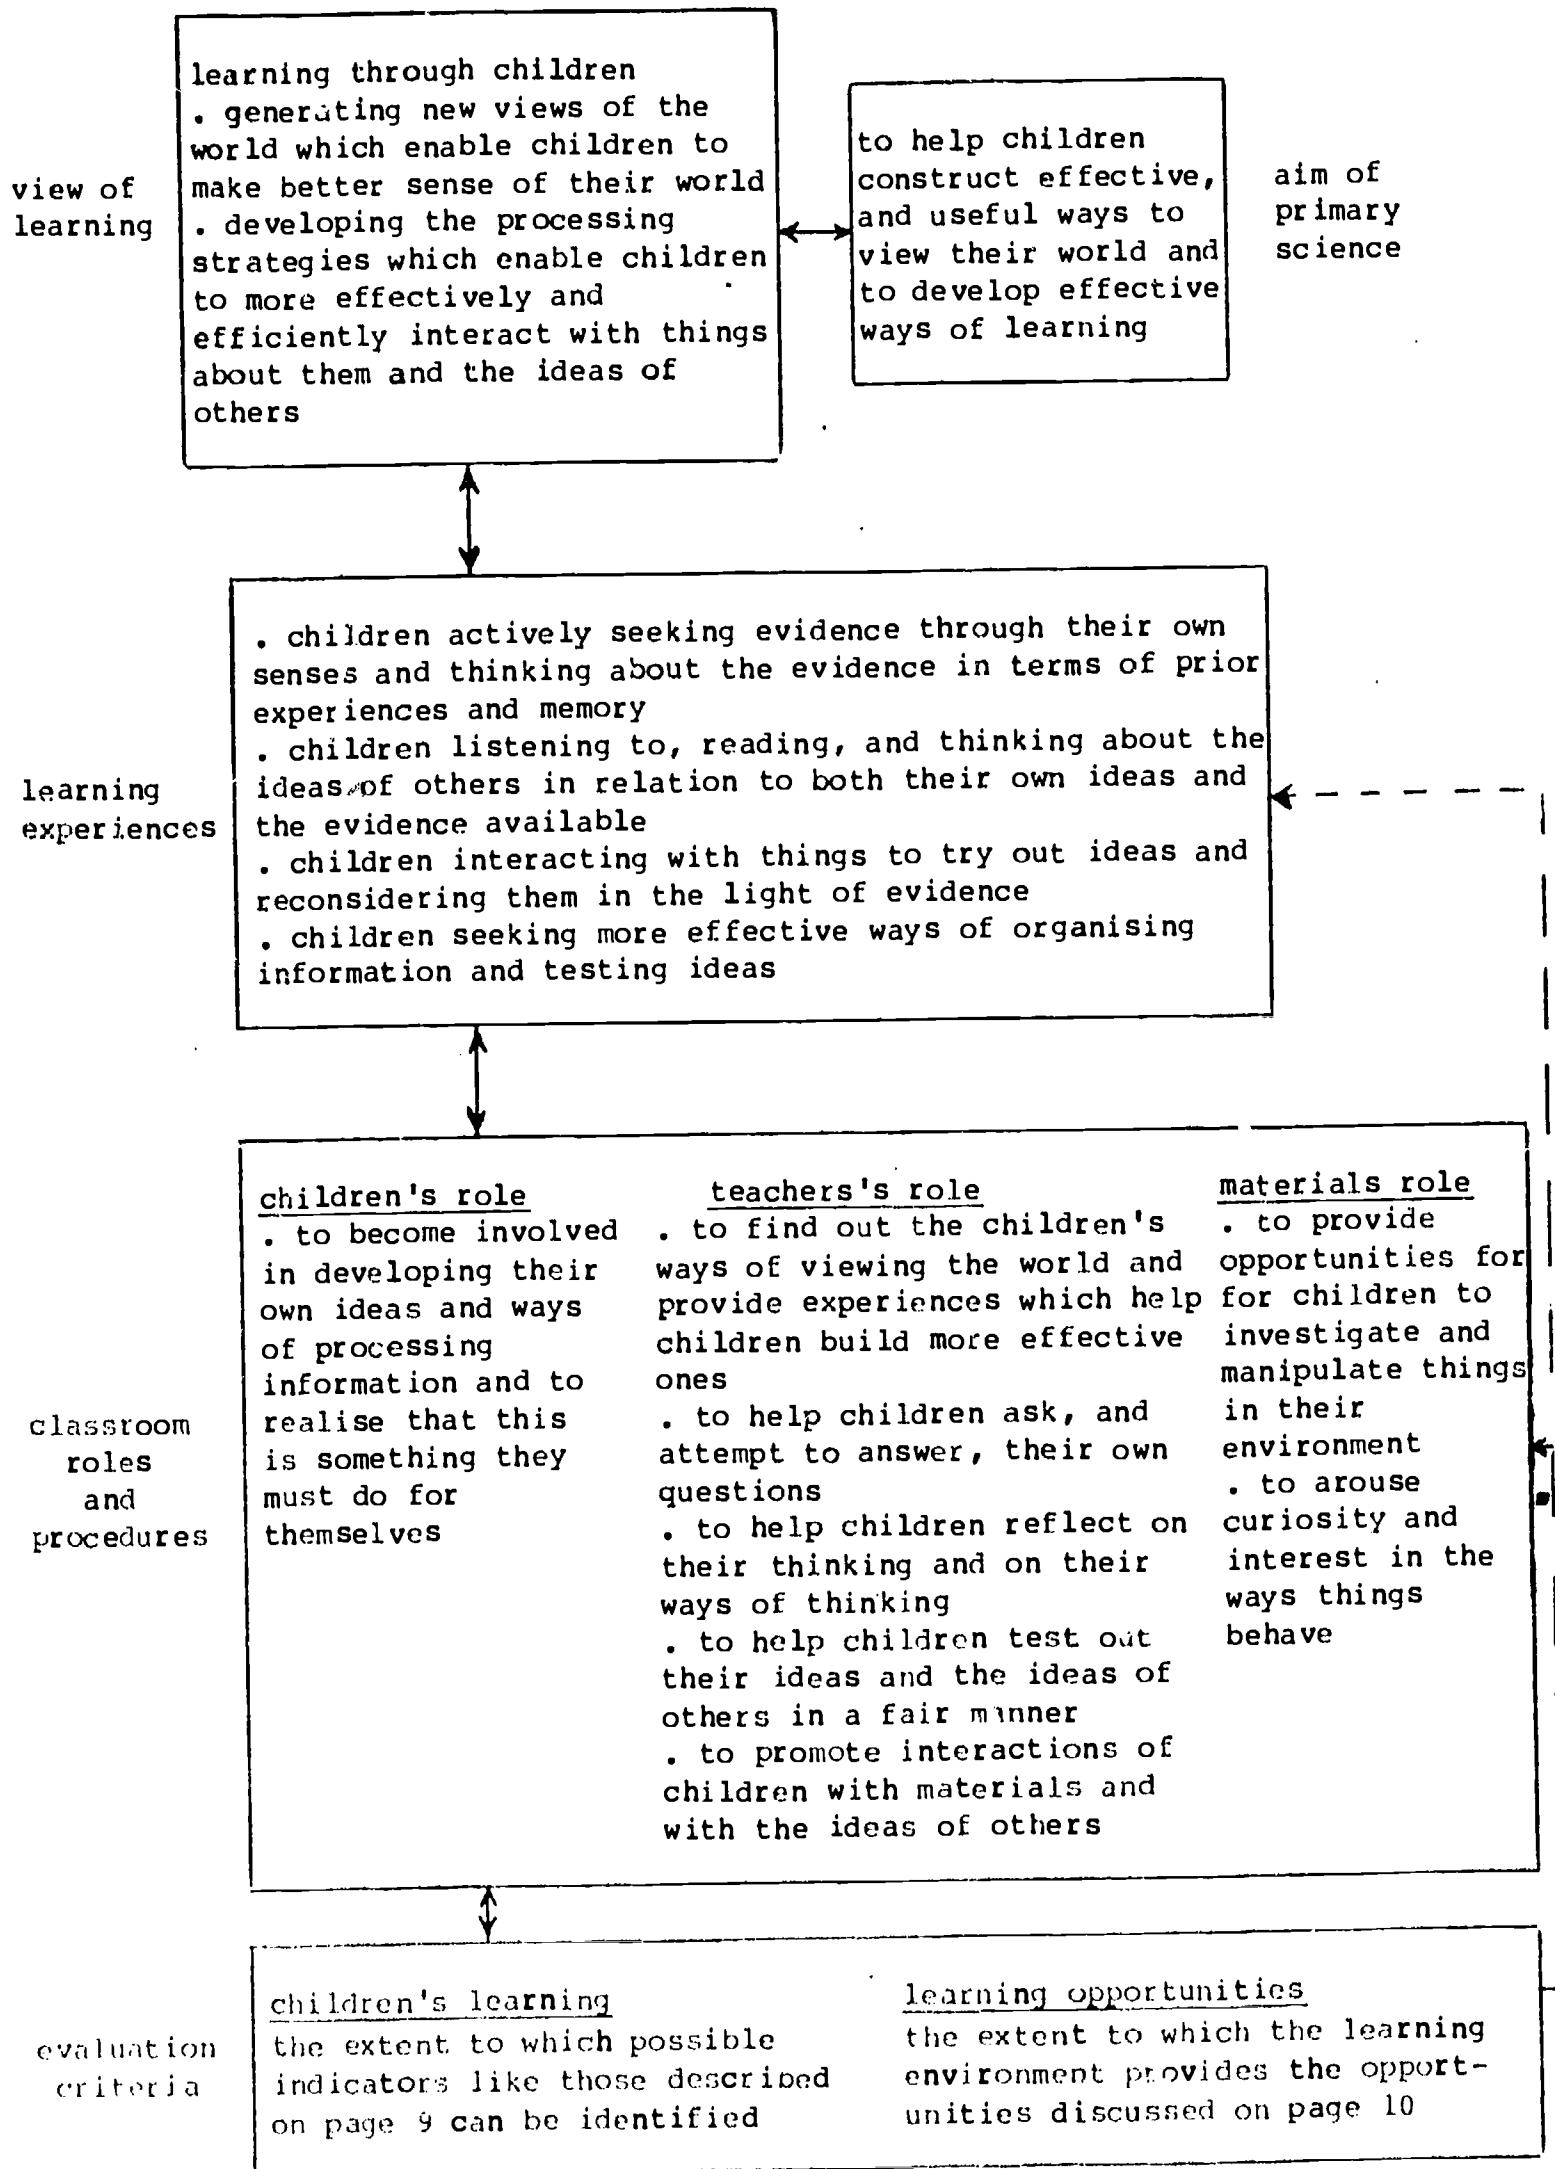 view of
learning
learning through children
. generating new views of the
world which enable children to
make better sense of their world
. developing the processing
strategies which enable children
to more effectively and
efficiently interact with things
about them and the ideas of
others
to help children
construct effective,
and useful ways to
view their world and
to develop effective
ways of learning
aim of
primary
science
learning
experiences
. children actively seeking evidence through their own
senses and thinking about the evidence in terms of prior
experiences and memory
. children listening to, reading, and thinking about the
ideas of others in relation to both their own ideas and
the evidence available
. children interacting with things to try out ideas and
reconsidering them in the light of evidence
. children seeking more effective ways of organising
information and testing ideas
classroom
roles
and
procedures
children's role
. to become involved
in developing their
own ideas and ways
of processing
information and to
realise that this
is something they
must do for
themselves
teachers's role
. to find out the children's
ways of viewing the world and
provide experiences which help
children build more effective
ones
. to help children ask, and
attempt to answer, their own
questions
. to help children reflect on
their thinking and on their
ways of thinking
. to help children test out
their ideas and the ideas of
others in a fair manner
. to promote interactions of
children with materials and
with the ideas of others
materials role
. to provide
opportunities for
for children to
investigate and
manipulate things
in their
environment
. to arouse
curiosity and
interest in the
ways things
behave
evaluation
criteria
children's learning
the extent to which possible
indicators like those described
on page 9 can be identified
learning opportunities
the extent to which the learning
environment provides the opport-
unities discussed on page 10